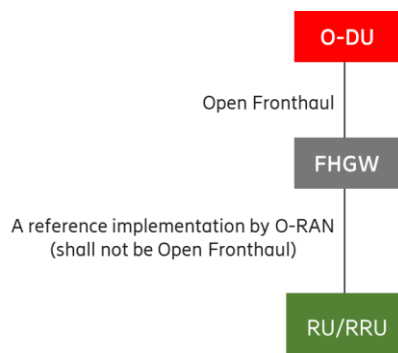 O-DU
Open Fronthaul
FHGW
A reference implementation by O-RAN
(shall not be Open Fronthaul)
RU/RRU